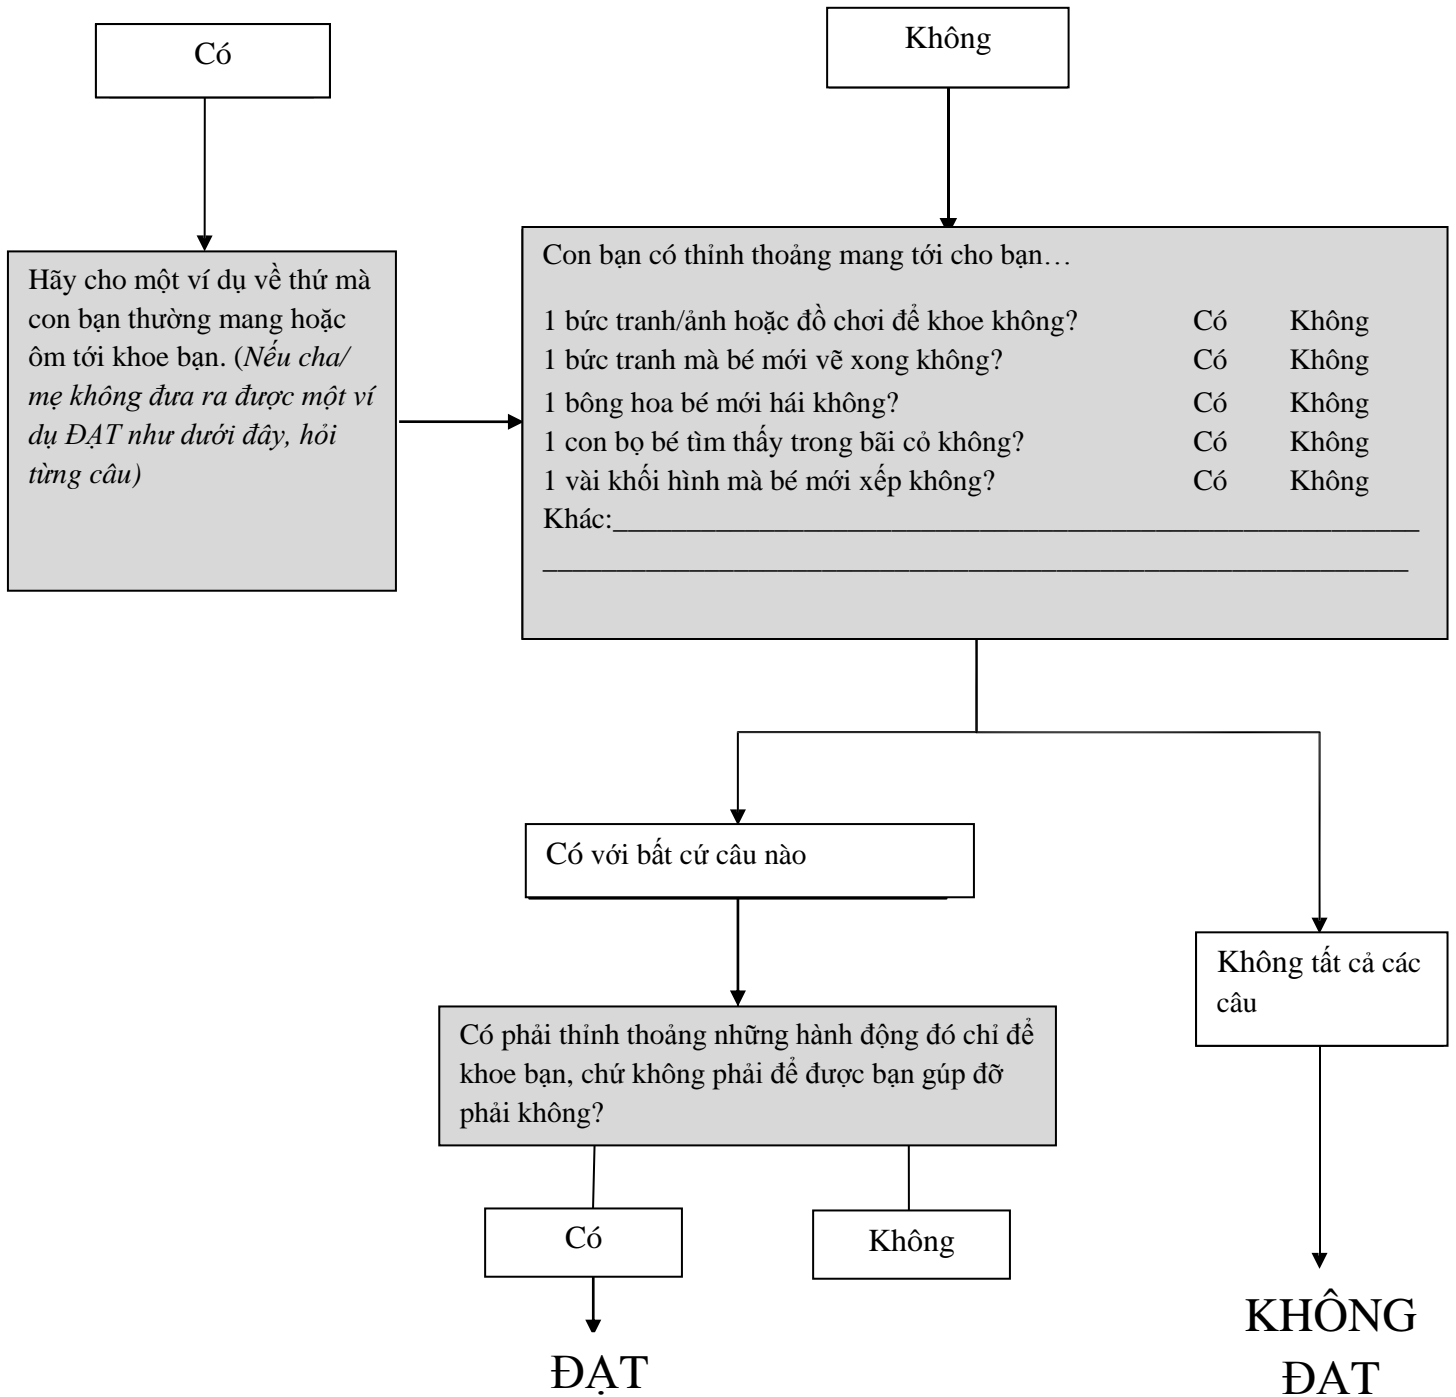 Có
Không
Hãy cho một ví dụ về thứ mà
con bạn thường mang hoặc
ôm tới khoe bạn. (Nếu cha/
mẹ không đưa ra được một ví
dụ ĐẠT như dưới đây, hỏi
từng câu)
Con bạn có thỉnh thoảng mang tới cho bạn…
1 bức tranh/ảnh hoặc đồ chơi để khoe không? Có Không
1 bức tranh mà bé mới vẽ xong không? Có Không
1 bông hoa bé mới hái không? Có Không
1 con bọ bé tìm thấy trong bãi cỏ không? Có Không
1 vài khối hình mà bé mới xếp không? Có Không
Khác:
Có với bất cứ câu nào
Không tất cả các
câu
Có phải thỉnh thoảng những hành động đó chỉ để
khoe bạn, chứ không phải để được bạn gúp đỡ
phải không?
Có
Không
ĐẠT
KHÔNG
ĐẠT